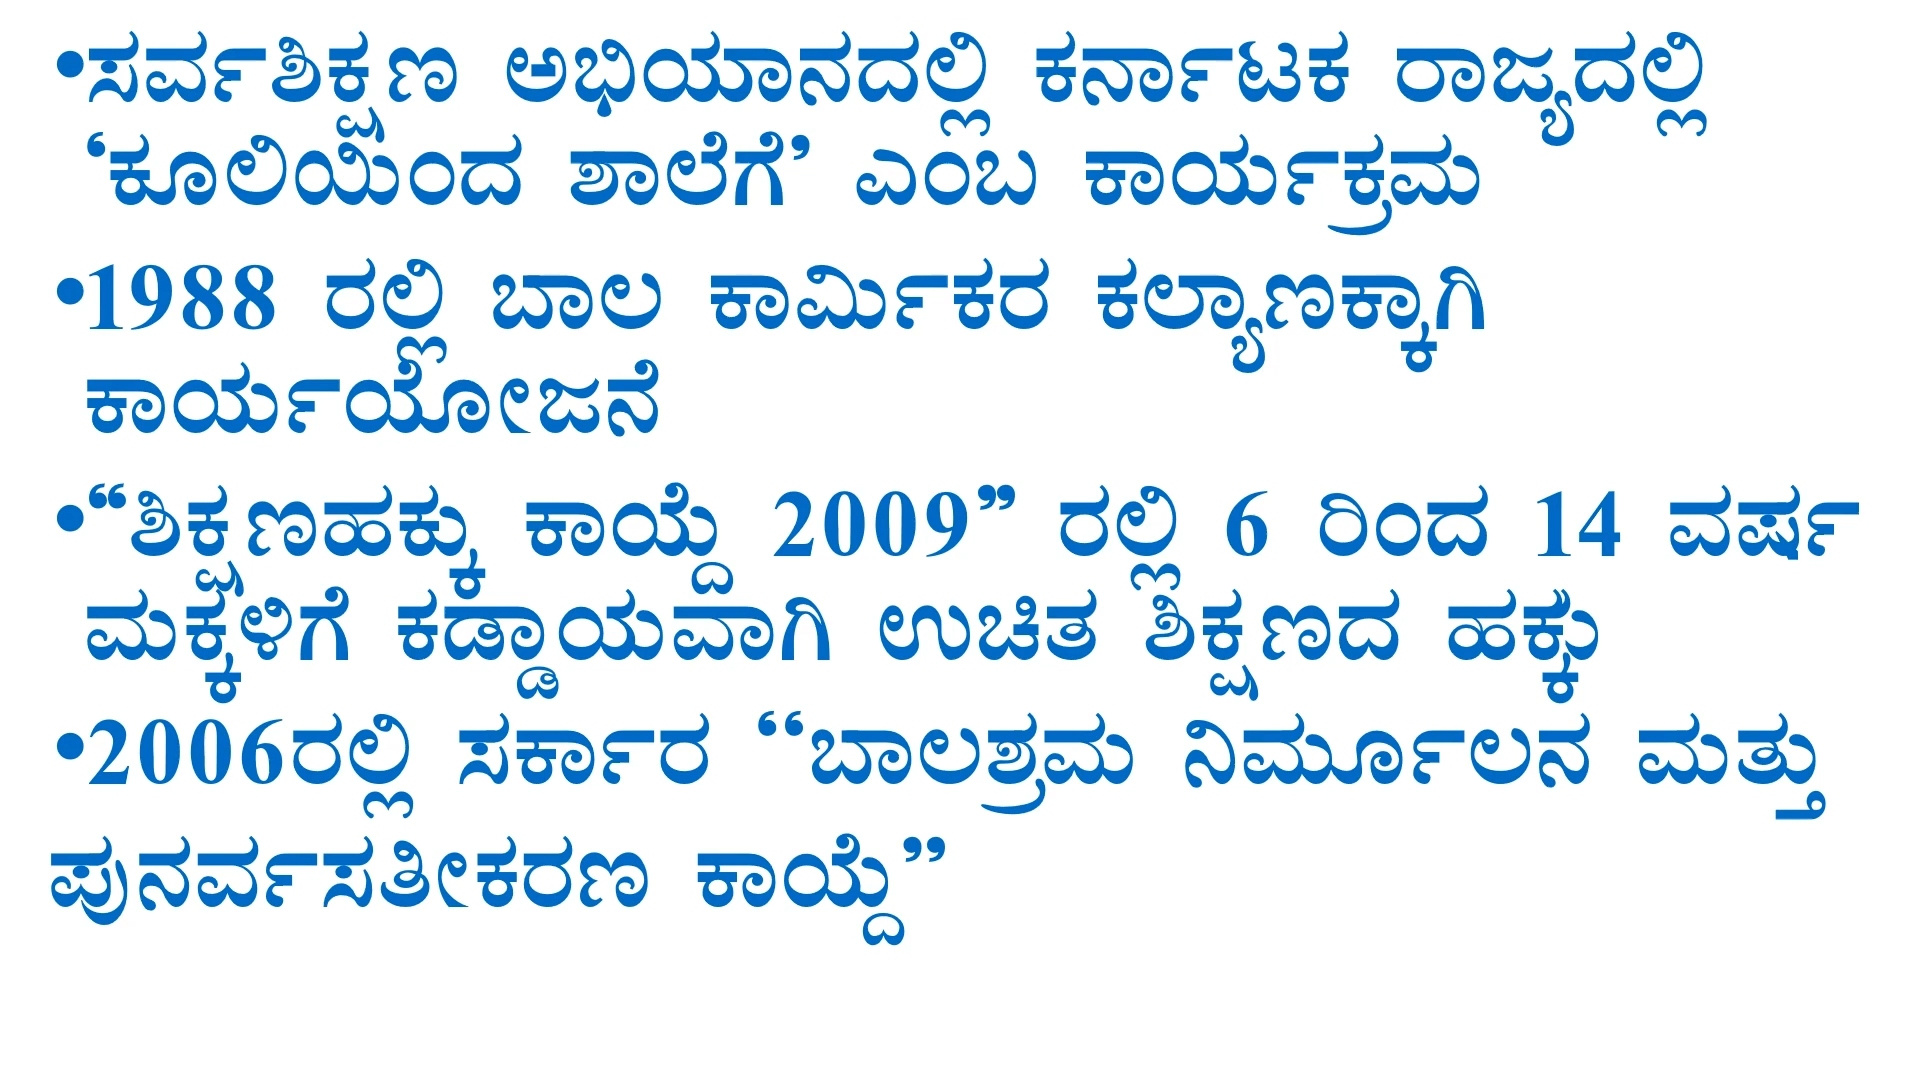 •ಸರ್ವಶಿಕ್ಷಣ ಅಭಿಯಾನದಲ್ಲಿ ಕರ್ನಾಟಕ ರಾಜ್ಯದಲ್ಲಿ
‘ಕೂಲಿಯಿಂದ ಶಾಲೆಗೆ’ ಎಂಬ ಕಾರ್ಯಕ್ರಮ
•1988 ರಲ್ಲಿ ಬಾಲ ಕಾರ್ಮಿಕರ ಕಲ್ಯಾಣಕ್ಕಾಗಿ
ಕಾರ್ಯಯೋಜನೆ
•“ಶಿಕ್ಷಣಹಕ್ಕು ಕಾಯ್ದೆ 2009” ರಲ್ಲಿ 6 ರಿಂದ 14 ವರ್ಷ
ಮಕ್ಕಳಿಗೆ ಕಡ್ಡಾಯವಾಗಿ ಉಚಿತ ಶಿಕ್ಷಣದ ಹಕ್ಕು
•2006ರಲ್ಲಿ ಸರ್ಕಾರ ‘‘ಬಾಲಶ್ರಮ ನಿರ್ಮೂಲನ ಮತ್ತು
ಪುನರ್ವಸತೀಕರಣ ಕಾಯ್ದೆ’’